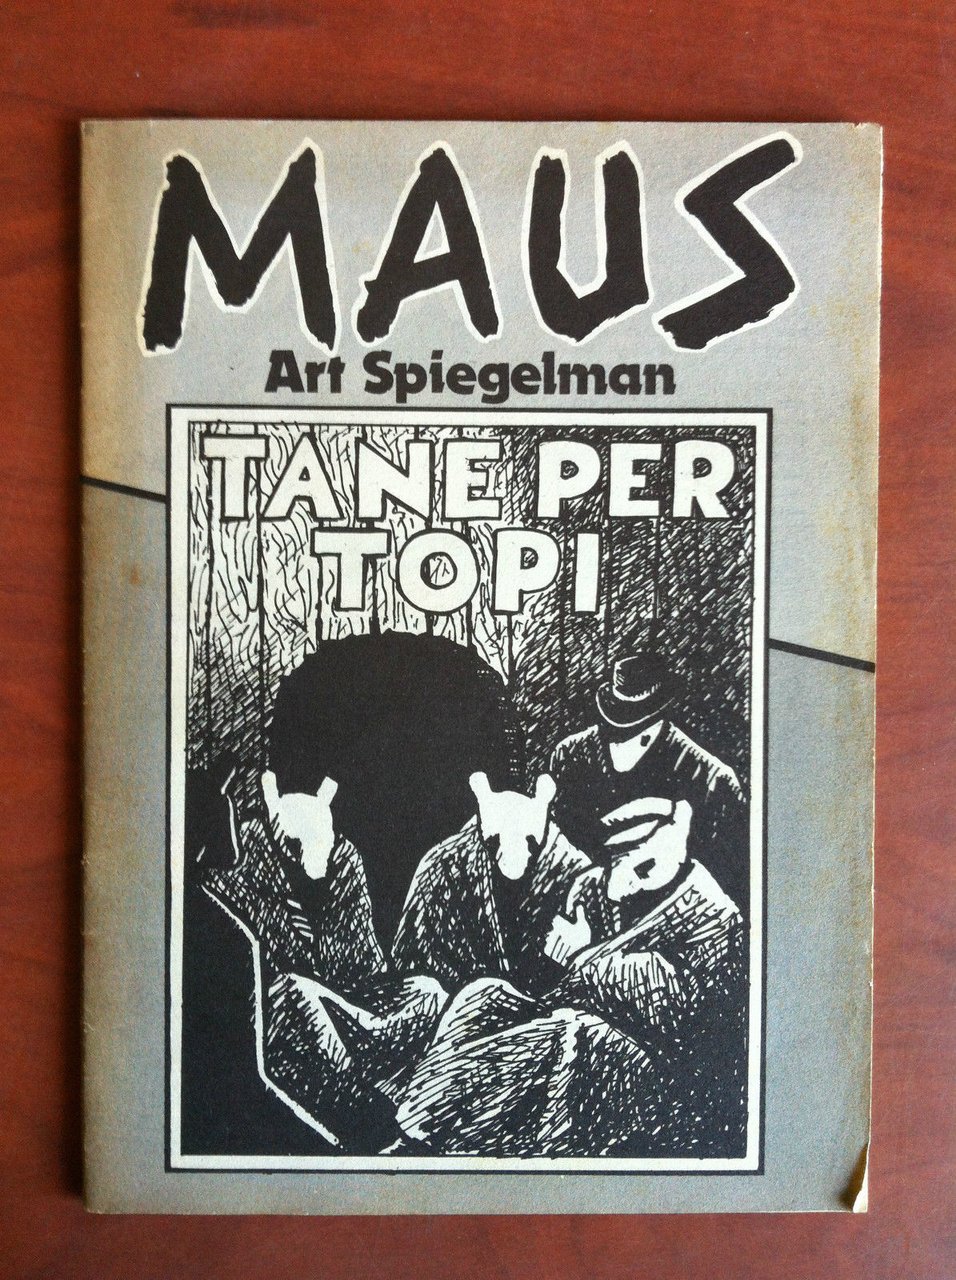 MAUS
Art Spiegelman
TANE PER
TOPI